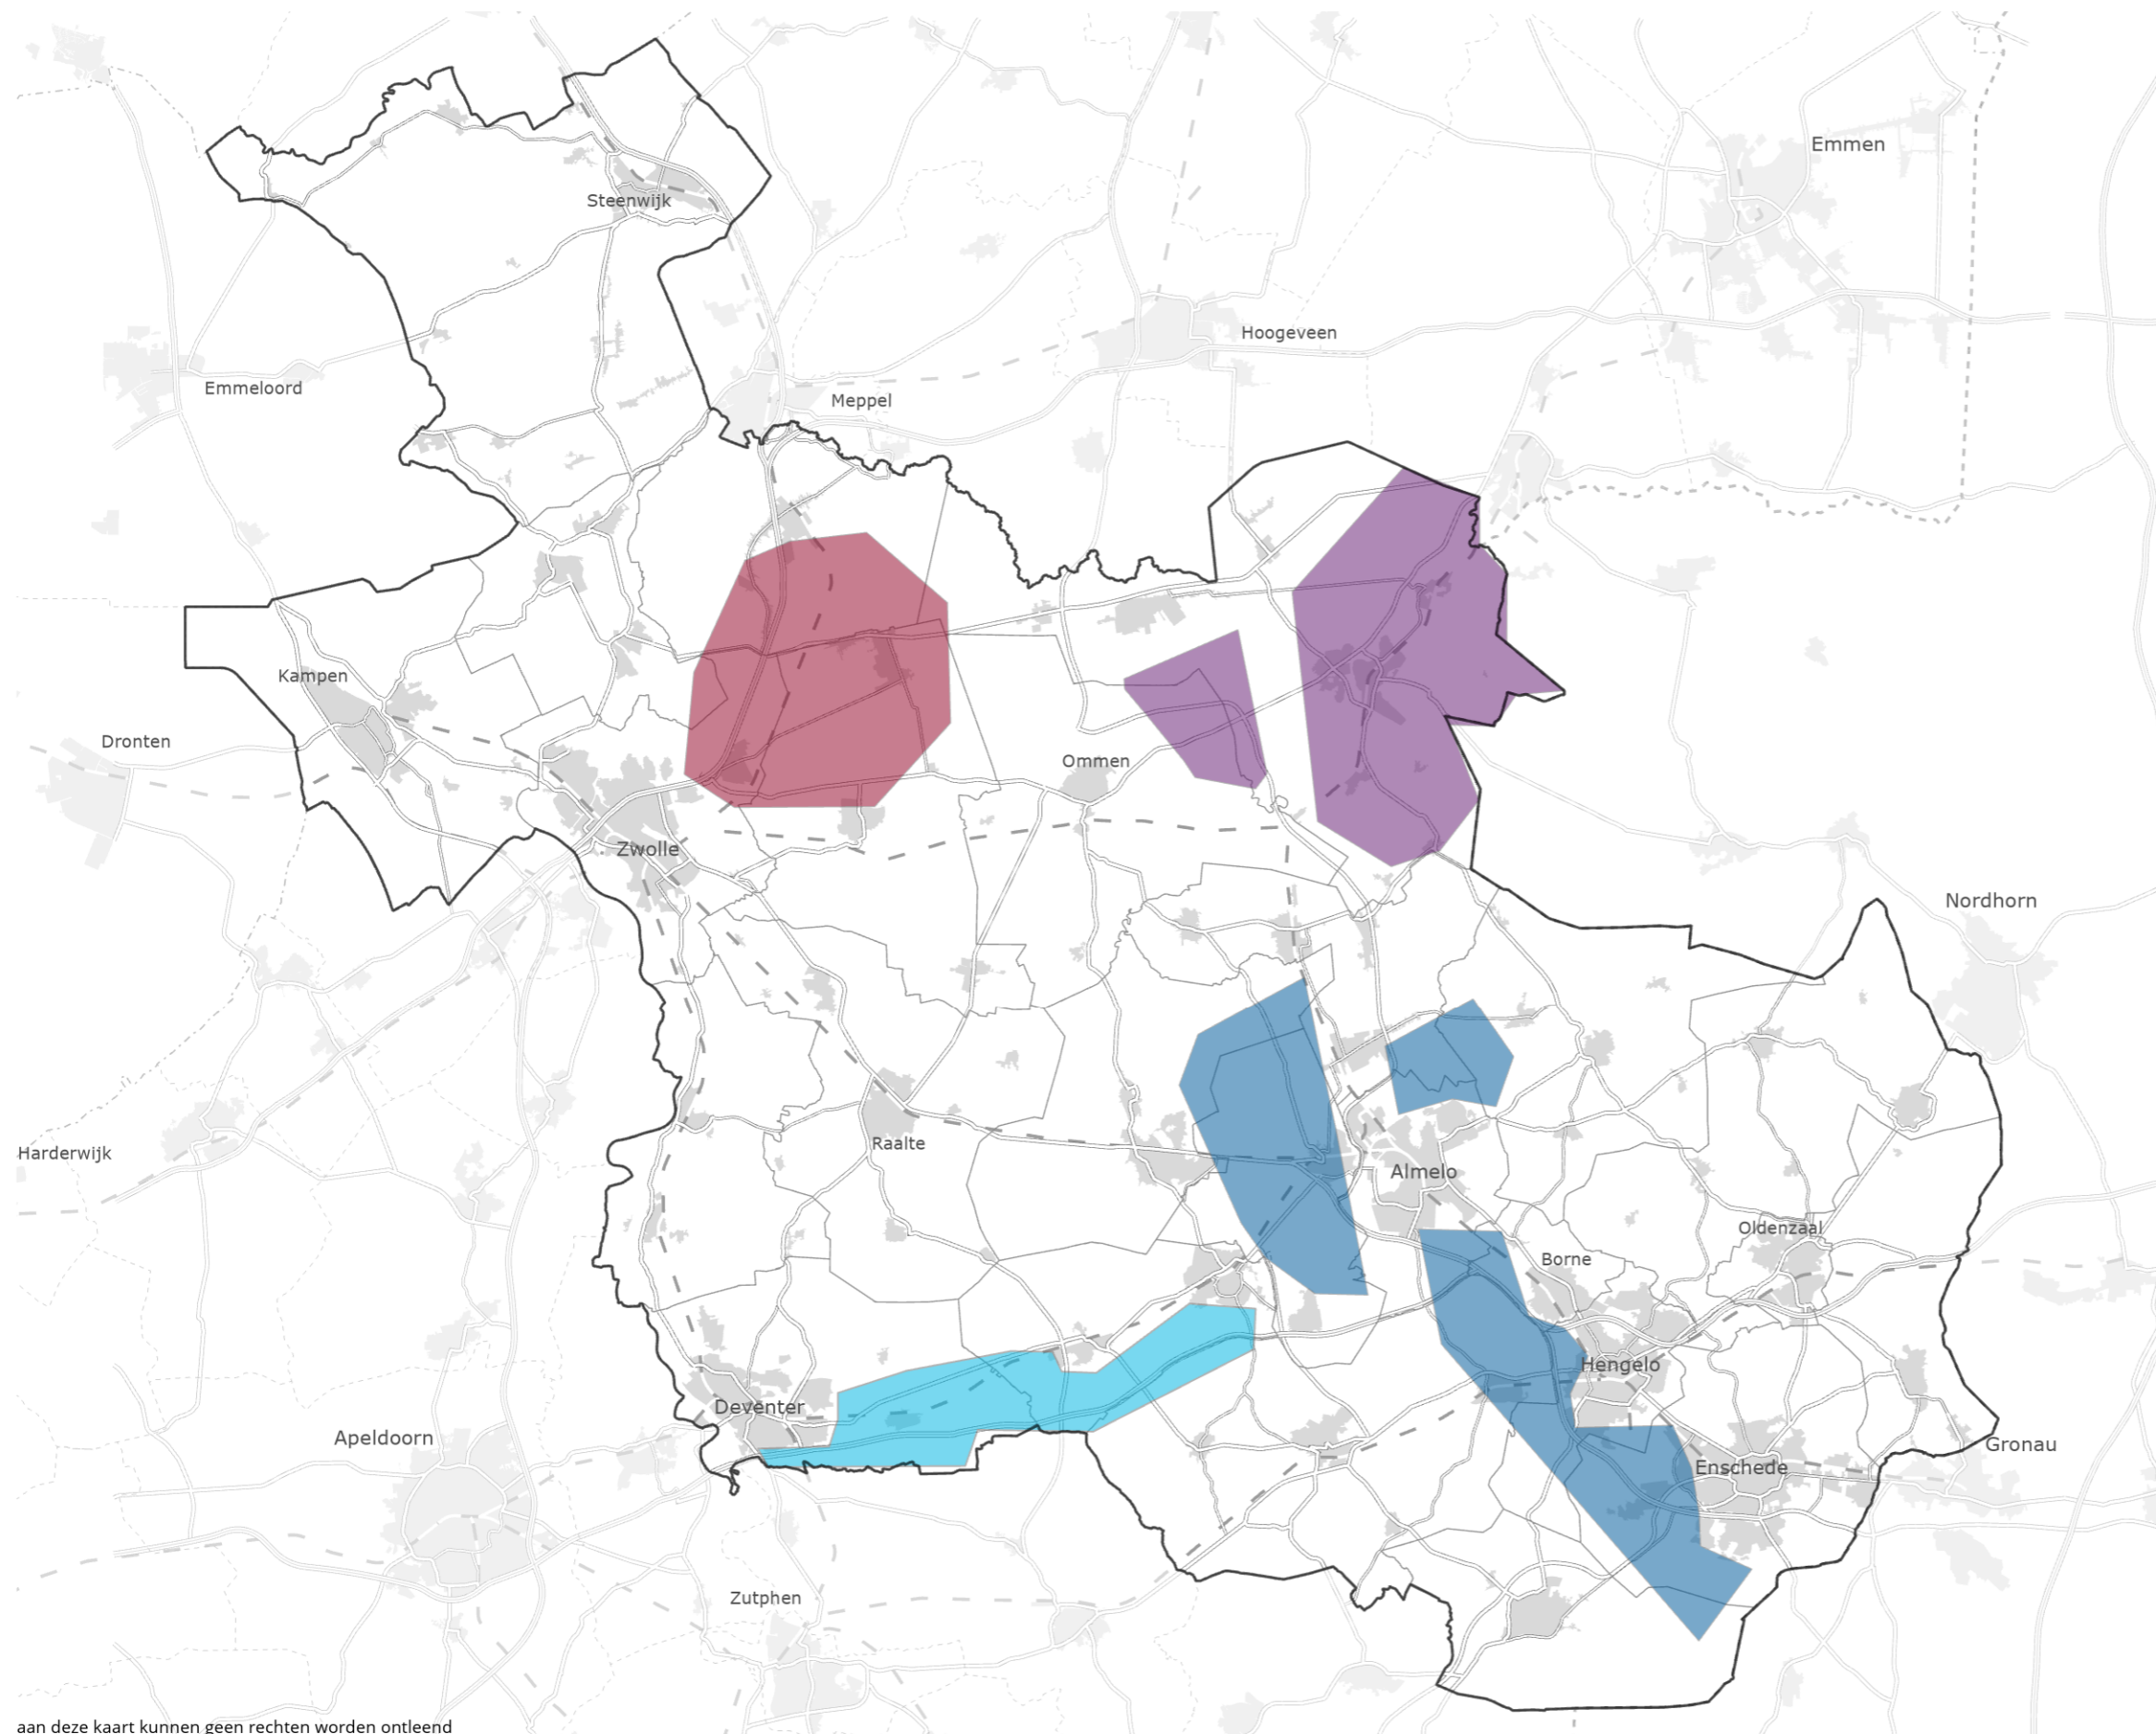 Emmen
Steenwijk
Hoogeveen
Emmeloord
Meppel
Kampen
Dronten
Ommen
Zwolle
Nordhorn
Raalte
Harderwijk
Almelo
Oldenzaal
Borne
Hengelo
Deventer
Apeldoorn
Gronau
Enschede
Zutphen
aan deze kaart kunnen geen rechten worden ontleend